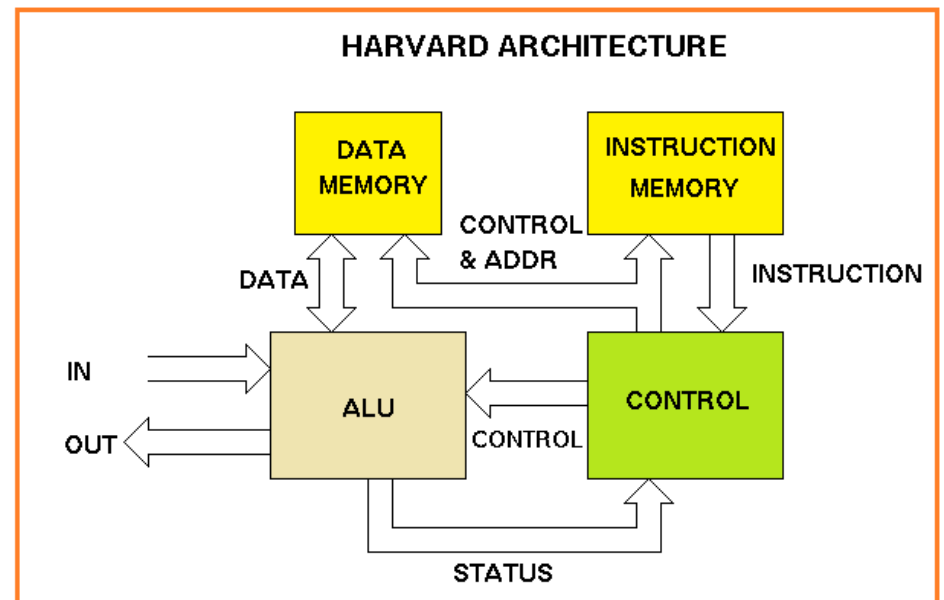 HARVARD ARCHITECTURE
DATA
MEMORY
INSTRUCTION
MEMORY
CONTROL
& ADDR
DATA
INSTRUCTION
IN
ALU
CONTROL
OUT
CONTROL
STATUS